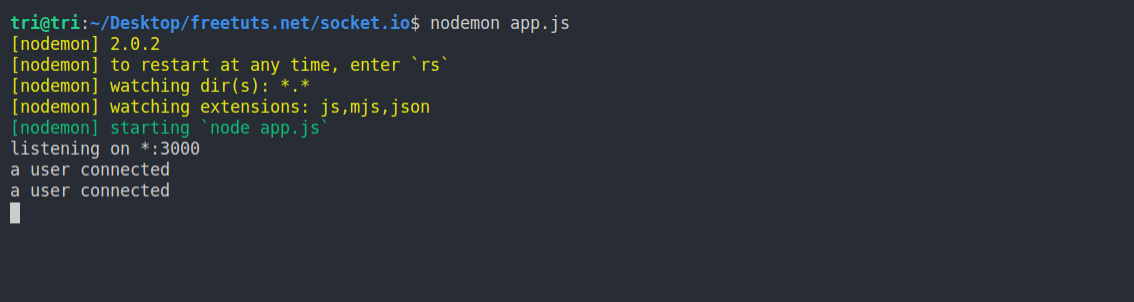 tri@tri:~/Desktop/freetuts.net/socket.io$ nodemon app.js
[nodemon] 2.0.2
[nodemon] to restart at any time, enter `rs`
[nodemon] watching dir(s): *.*
[nodemon] watching extensions: js,mjs,json
[nodemon] starting `node app.js`
listening on *:3000
a user connected
a user connected